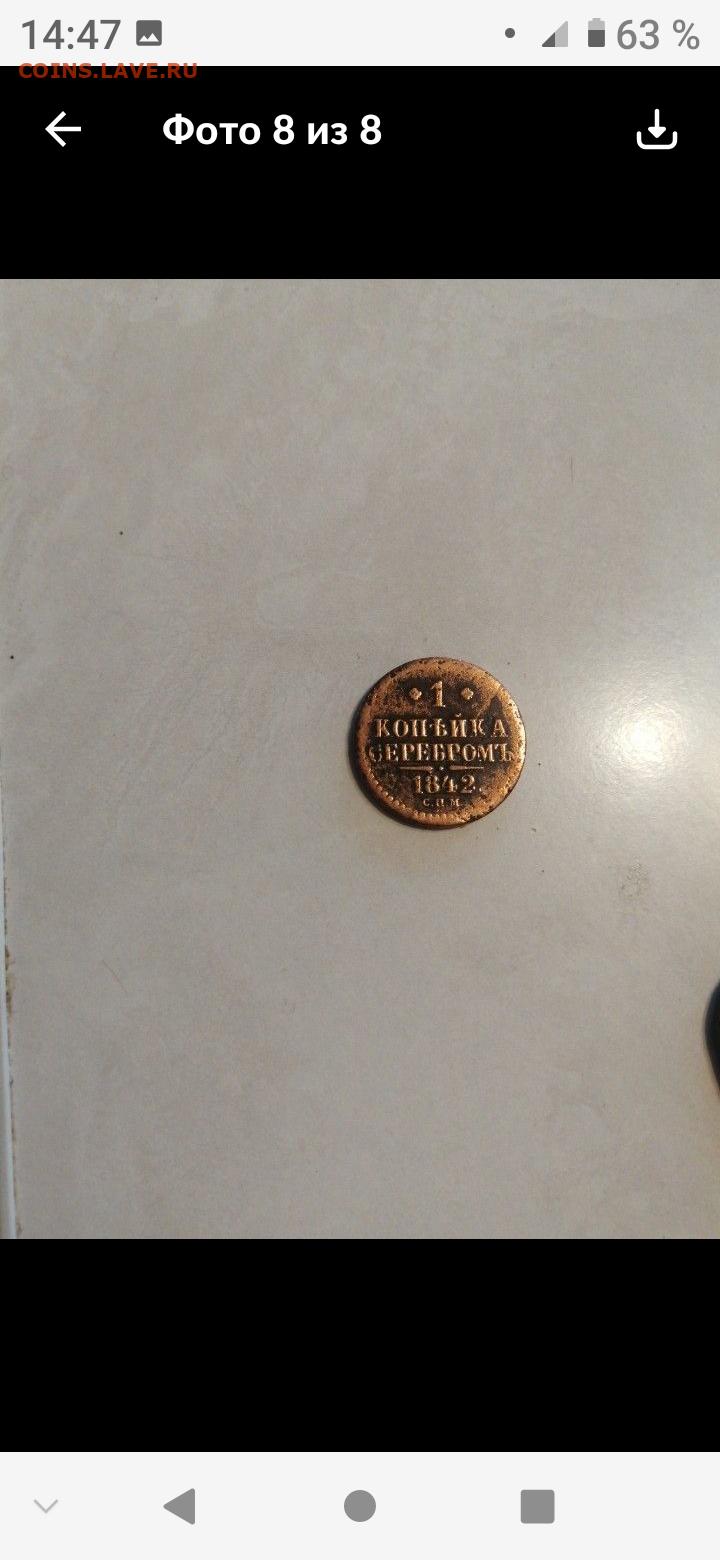 14:47 63 %
COINS.LAVE.RU
Фото 8 из 8
1
КОПѢЙКА
СЕРЕБРОМЪ
1842.
С.П.М.